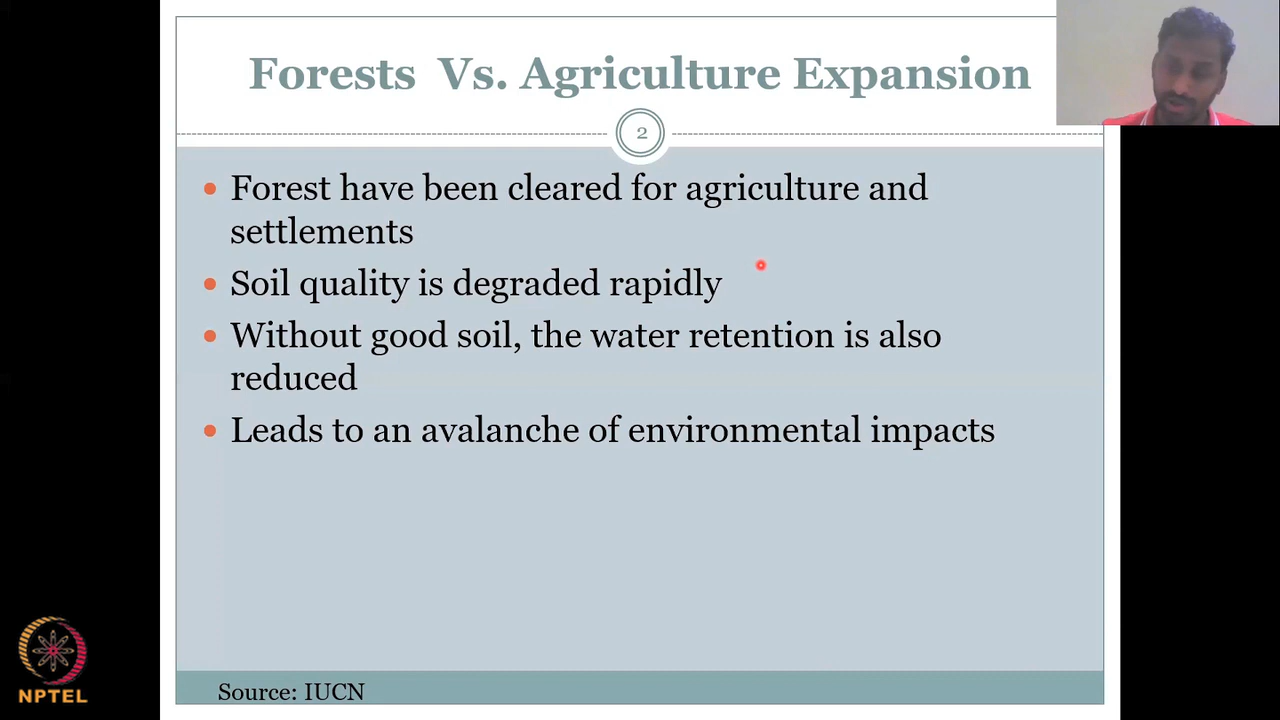 Forests Vs. Agriculture Expansion
2
• Forest have been cleared for agriculture and
settlements
• Soil quality is degraded rapidly
• Without good soil, the water retention is also
reduced
• Leads to an avalanche of environmental impacts
Source: IUCN
NPTEL